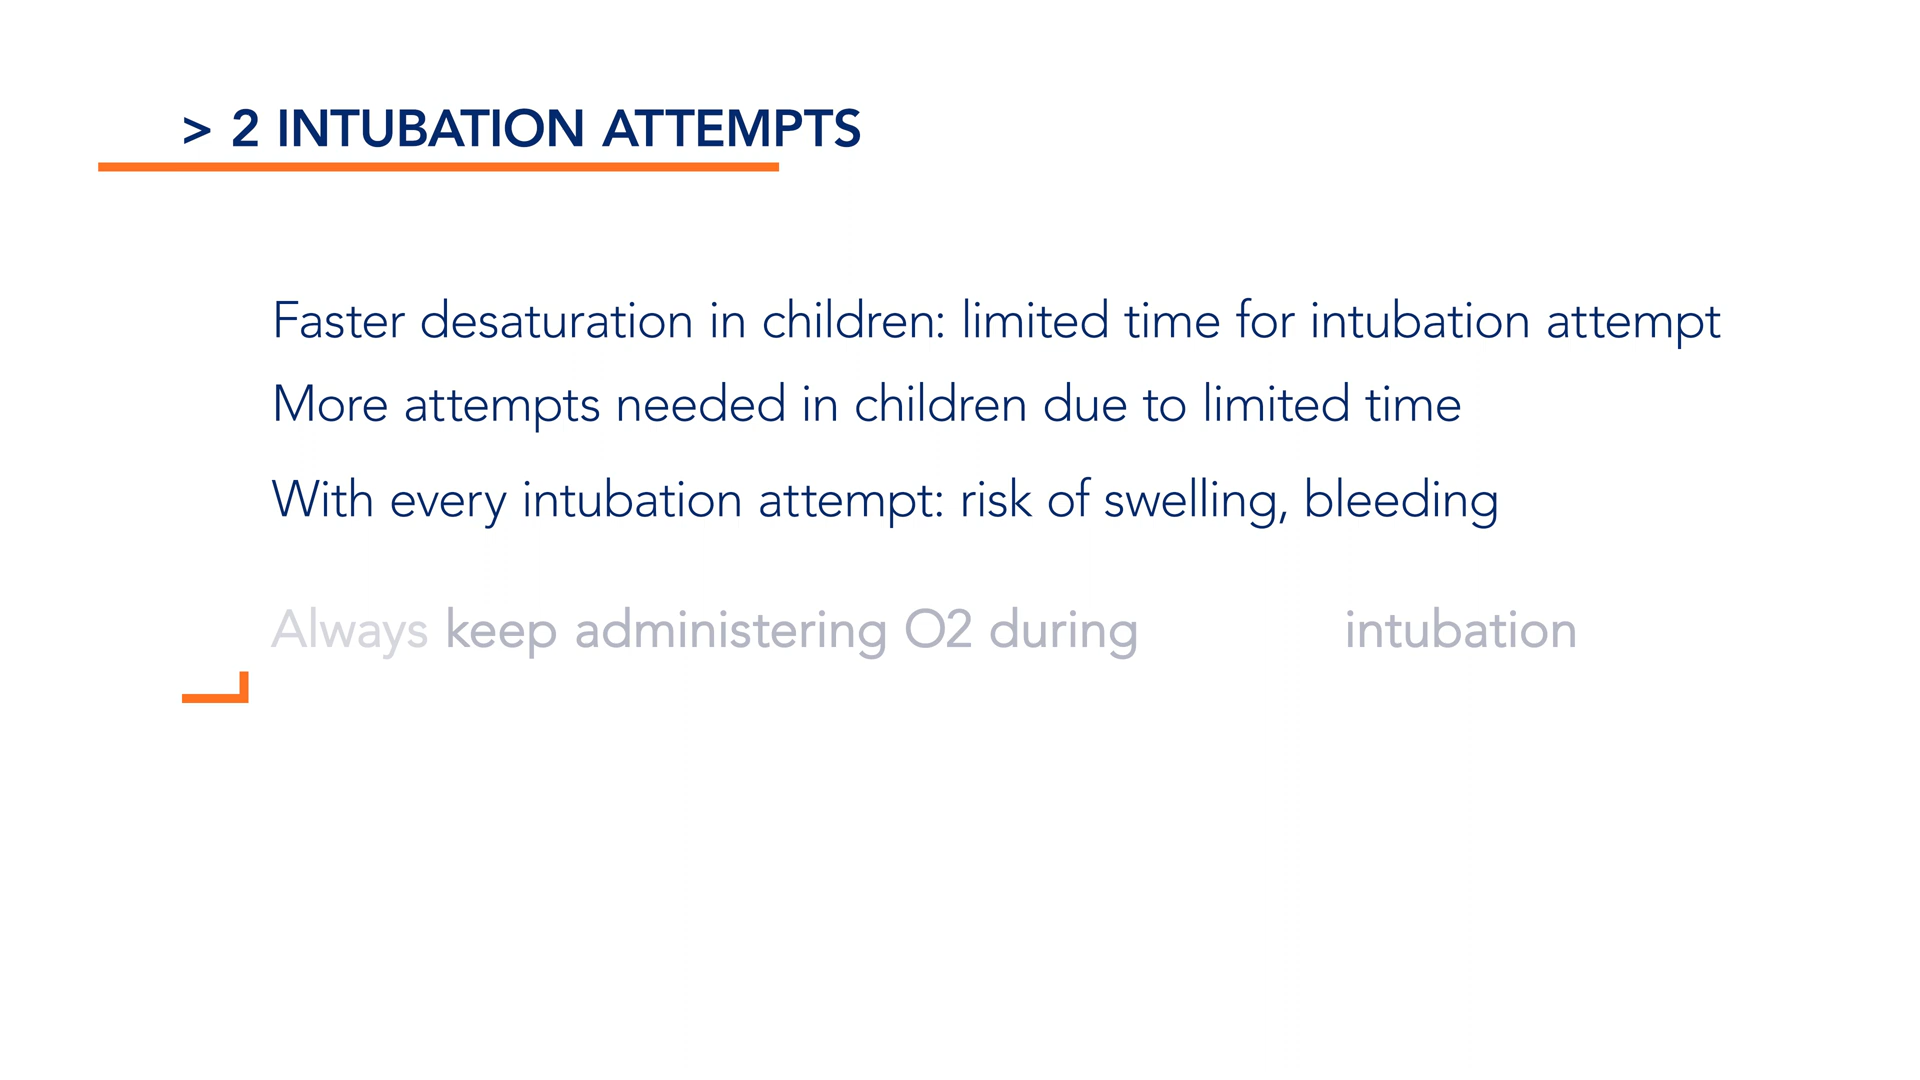 > 2 INTUBATION ATTEMPTS
Faster desaturation in children: limited time for intubation attempt
More attempts needed in children due to limited time
With every intubation attempt: risk of swelling, bleeding
Always keep administering O2 during intubation